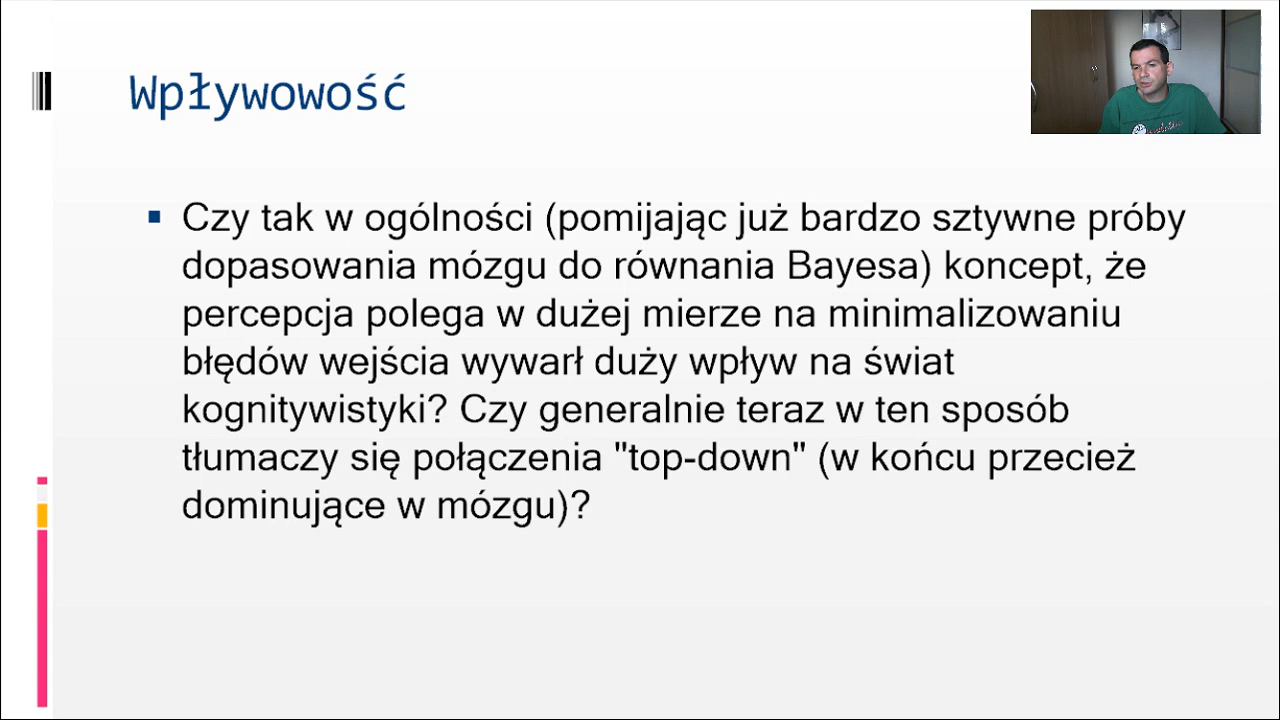 Wpływowość
Czy tak w ogólności (pomijając już bardzo sztywne próby
dopasowania mózgu do równania Bayesa) koncept, że
percepcja polega w dużej mierze na minimalizowaniu
błędów wejścia wywarł duży wpływ na świat
kognitywistyki? Czy generalnie teraz w ten sposób
tłumaczy się połączenia "top-down" (w końcu przecież
dominujące w mózgu)?